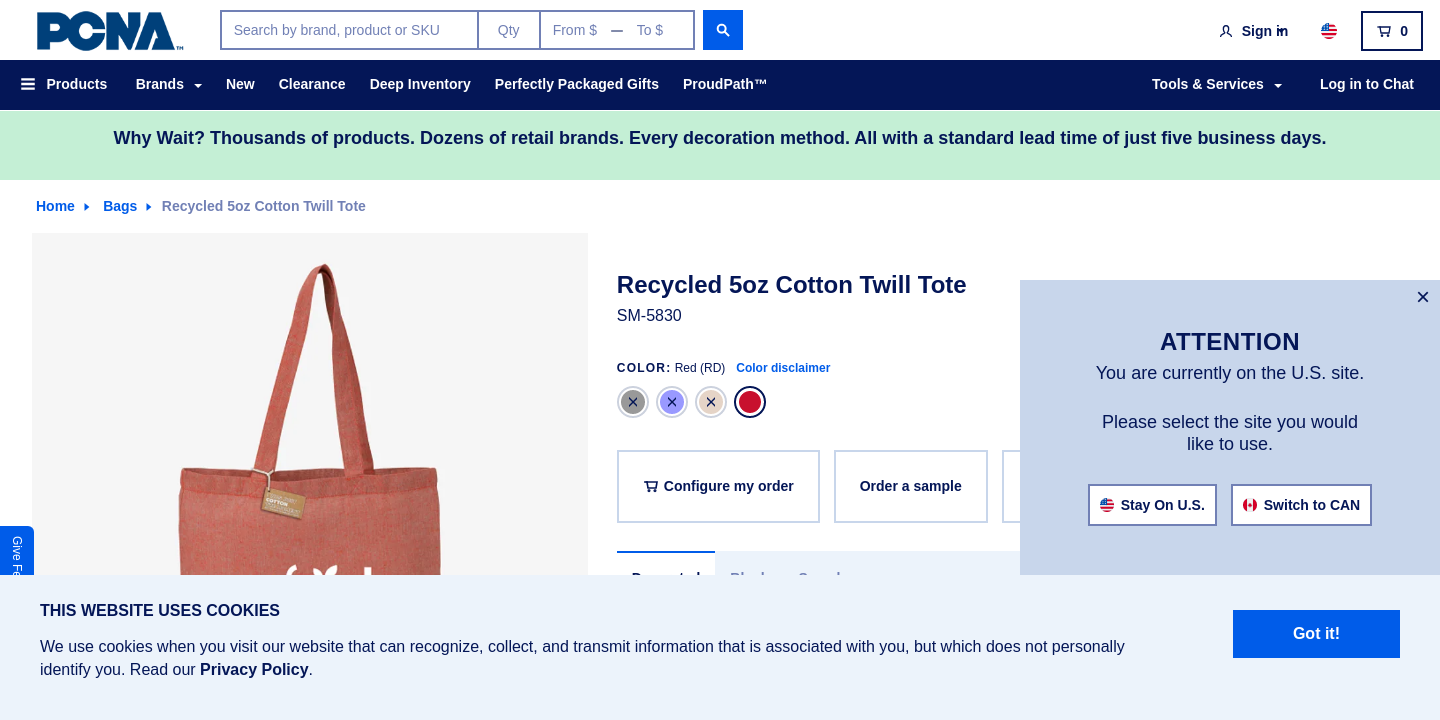 PCNA™
Search by brand, product or SKU
Qty
From $ — To $
Sign in
0
Products
Brands
New
Clearance
Deep Inventory
Perfectly Packaged Gifts
ProudPath™
Tools & Services
Log in to Chat
Why Wait? Thousands of products. Dozens of retail brands. Every decoration method. All with a standard lead time of just five business days.
Home
Bags
Recycled 5oz Cotton Twill Tote
Recycled 5oz Cotton Twill Tote
SM-5830
COLOR: Red (RD)
Color disclaimer
Configure my order
Order a sample
COTTON
ATTENTION
You are currently on the U.S. site.
Please select the site you would
like to use.
Stay On U.S.
Switch to CAN
Give
THIS WEBSITE USES COOKIES
We use cookies when you visit our website that can recognize, collect, and transmit information that is associated with you, but which does not personally
identify you. Read our Privacy Policy.
Got it!